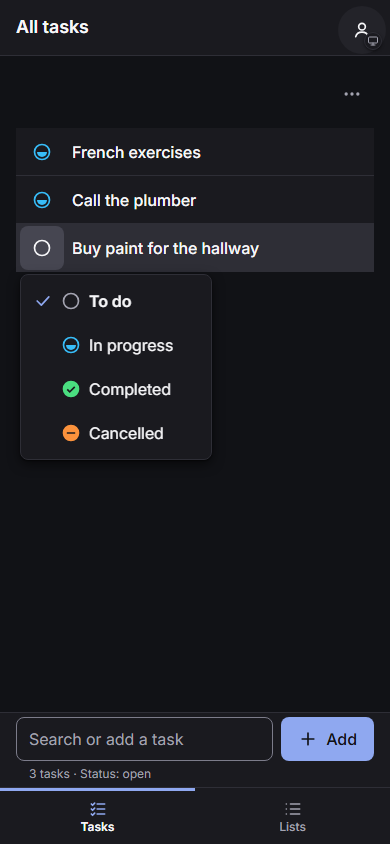 All tasks
French exercises
Call the plumber
Buy paint for the hallway
To do
In progress
Completed
Cancelled
Search or add a task
Add
3 tasks · Status: open
Tasks
Lists